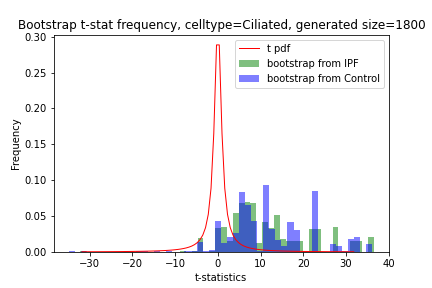 Bootstrap t-stat frequency, celltype=Ciliated, generated size=1800
t pdf
bootstrap from IPF
bootstrap from Control
Frequency
0.30
0.25
0.20
0.15
0.10
0.05
0.00
−30 −20 −10 0 10 20 30 40
t-statistics